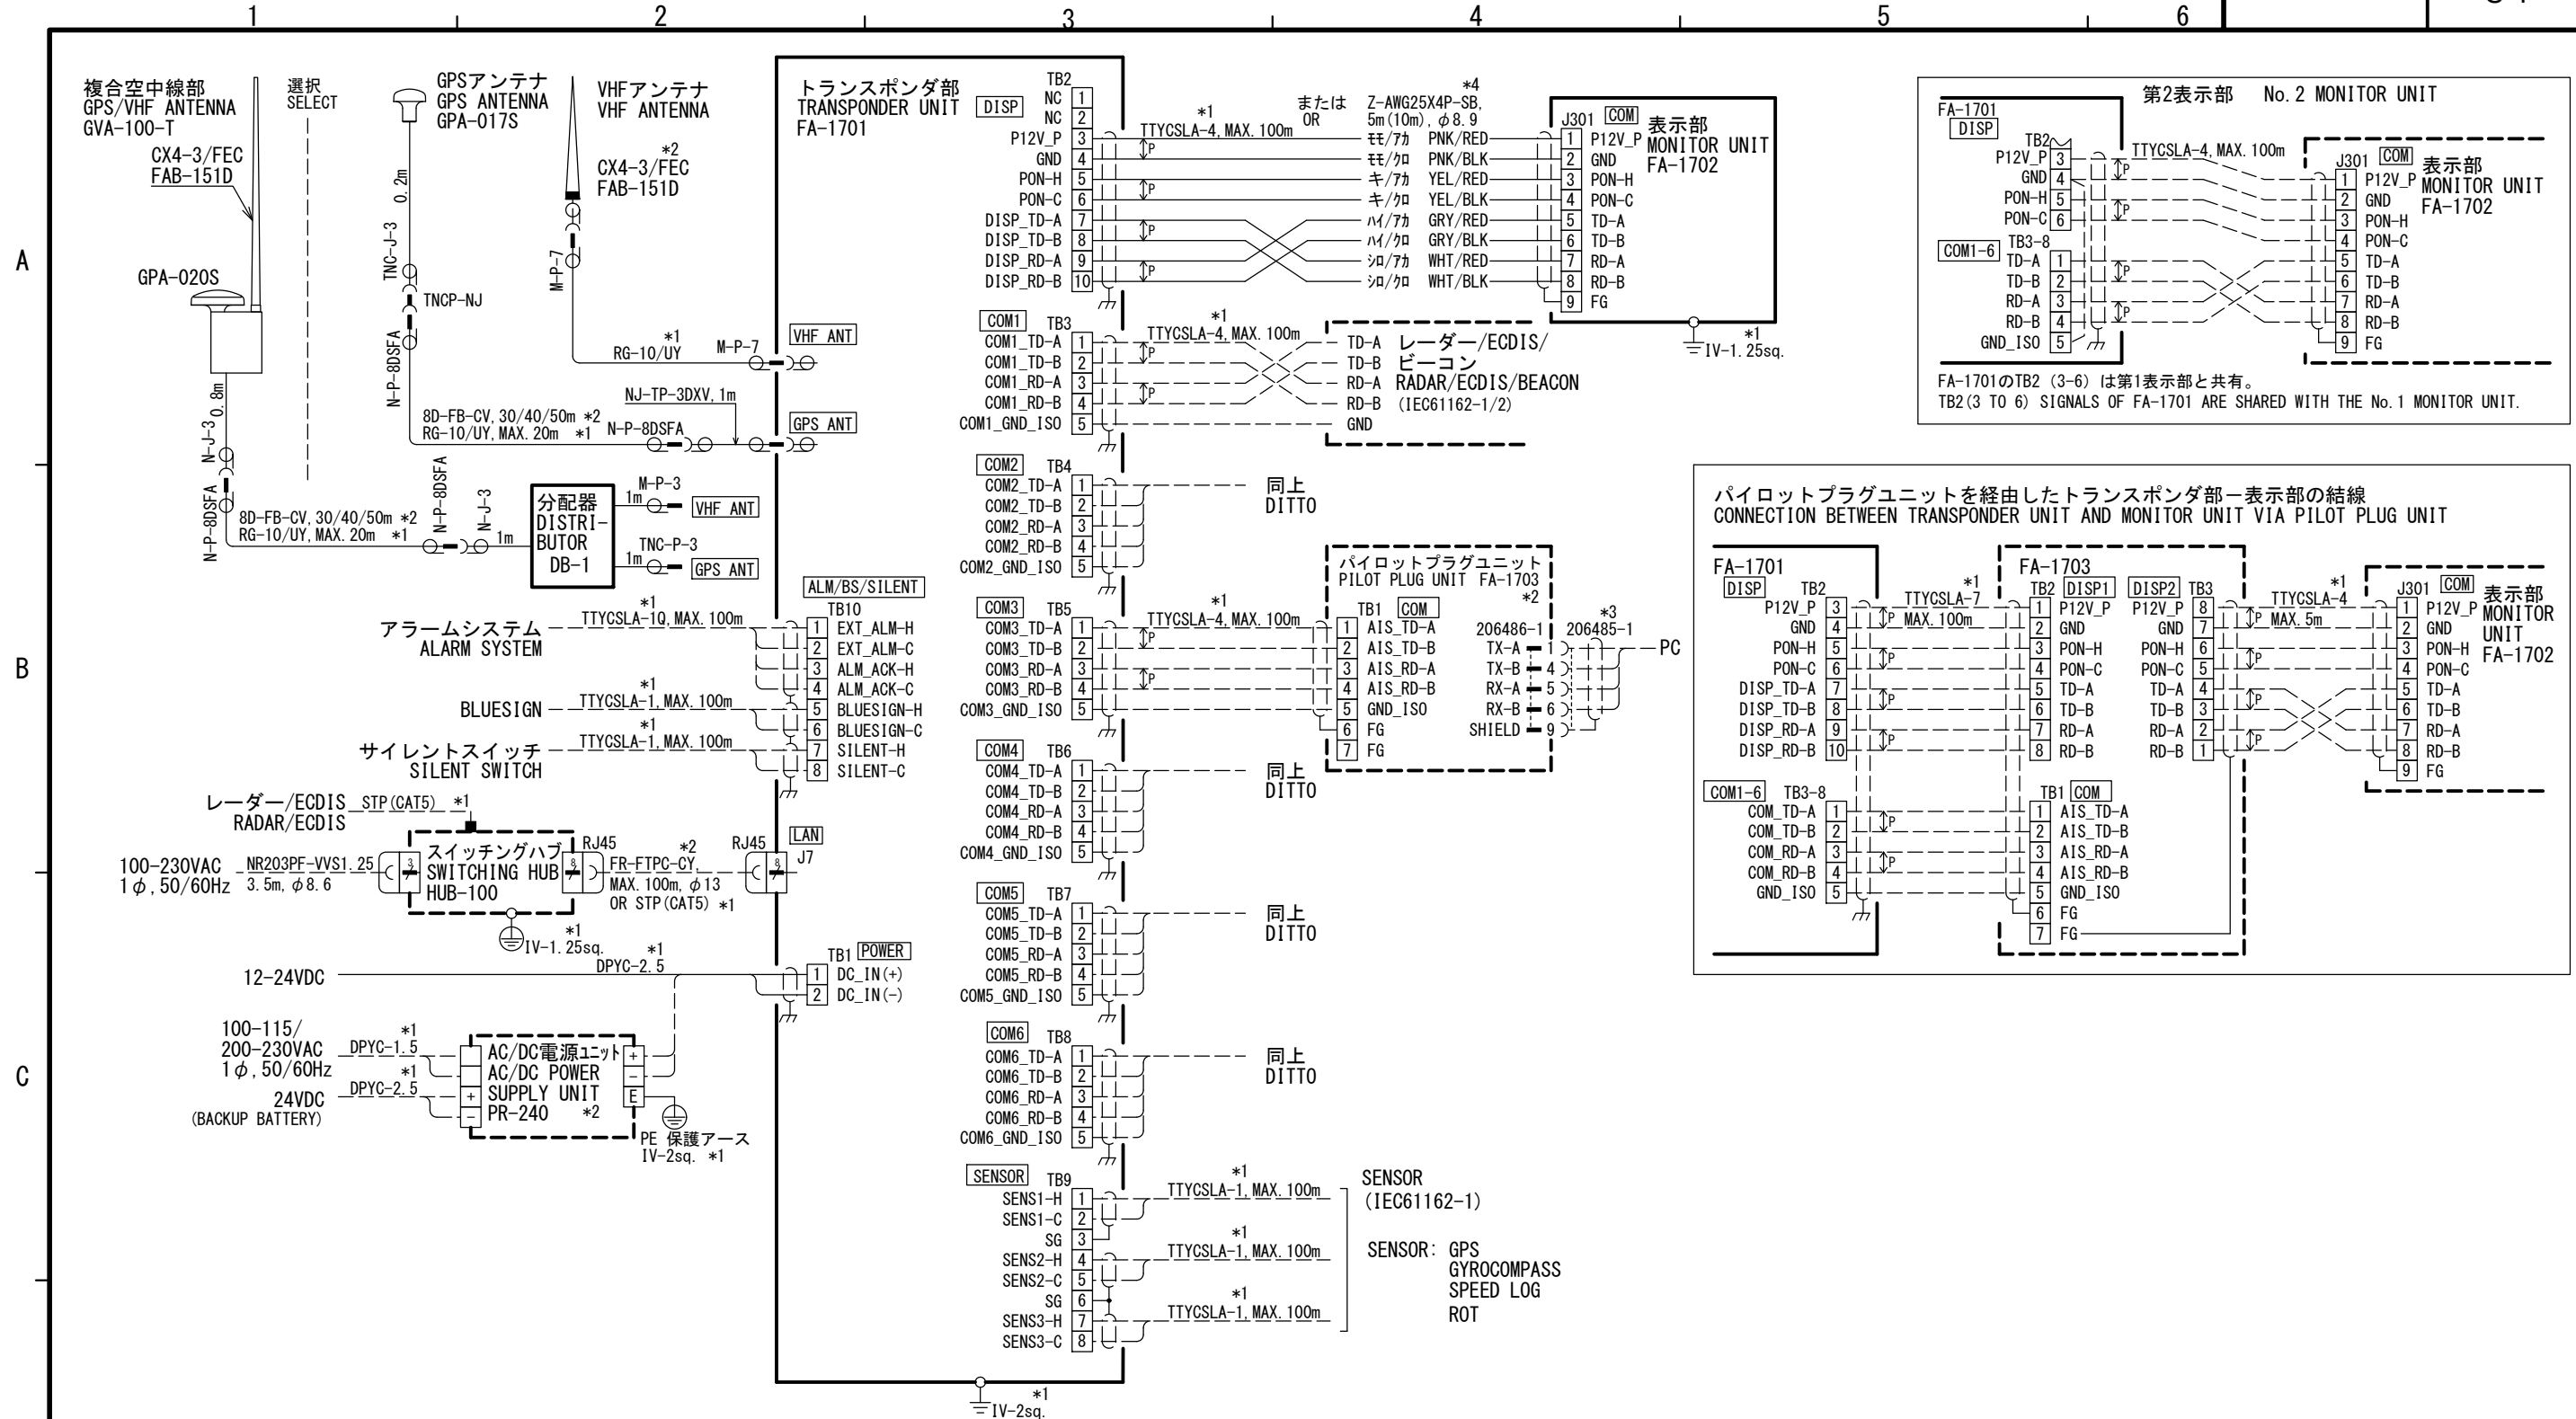 1 2 3 4 5 6
A
B
C
複合空中線部
GPS/VHF ANTENNA
GVA-100-T
CX4-3/FEC
FAB-151D
GPA-020S
N-J-3 0.8m
N-P-8DSFA
選択
SELECT
GPSアンテナ
GPS ANTENNA
GPA-017S
0.2m
TNC-J-3
TNCP-NJ
N-P-8DSFA
VHFアンテナ
VHF ANTENNA
*2
CX4-3/FEC
FAB-151D
M-P-7
*1
RG-10/UY
M-P-7
VHF ANT
NJ-TP-3DXV, 1m
8D-FB-CV, 30/40/50m *2
RG-10/UY, MAX. 20m *1
N-P-8DSFA
GPS ANT
8D-FB-CV, 30/40/50m *2
RG-10/UY, MAX. 20m *1
N-P-8DSFA
N-J-3
1m
分配器
DISTRI-
BUTOR
DB-1
M-P-3
1m
VHF ANT
TNC-P-3
1m
GPS ANT
アラームシステム
ALARM SYSTEM
*1
TTYCSLA-1Q, MAX. 100m
BLUESIGN
*1
TTYCSLA-1, MAX. 100m
サイレントスイッチ
SILENT SWITCH
*1
TTYCSLA-1, MAX. 100m
ALM/BS/SILENT
TB10
1 EXT_ALM-H
2 EXT_ALM-C
3 ALM_ACK-H
4 ALM_ACK-C
5 BLUESIGN-H
6 BLUESIGN-C
7 SILENT-H
8 SILENT-C
レーダー/ECDIS
RADAR/ECDIS
STP(CAT5) *1
100-230VAC
1φ, 50/60Hz
NR203PF-VVS1.25
3.5m, φ8.6
3
スイッチングハブ
SWITCHING HUB
HUB-100
8
RJ45
*2
FR-FTPC-CY,
MAX. 100m, φ13
OR STP(CAT5) *1
RJ45
8
LAN
J7
*1
IV-1.25sq.
12-24VDC
*1
DPYC-2.5
TB1 POWER
1 DC_IN(+)
2 DC_IN(-)
100-115/
200-230VAC
1φ, 50/60Hz
*1
DPYC-1.5
24VDC
(BACKUP BATTERY)
*1
DPYC-2.5
+
-
AC/DC電源ユニット
AC/DC POWER
SUPPLY UNIT
PR-240 *2
+
-
E
PE 保護アース
IV-2sq. *1
トランスポンダ部
TRANSPONDER UNIT
FA-1701
DISP
TB2
NC 1
NC 2
P12V_P 3
GND 4
PON-H 5
PON-C 6
DISP_TD-A 7
DISP_TD-B 8
DISP_RD-A 9
DISP_RD-B 10
*1
TTYCSLA-4, MAX. 100m
P
P
P
P
または
OR
*4
Z-AWG25X4P-SB,
5m(10m), φ8.9
モモ/アカ PNK/RED
モモ/クロ PNK/BLK
キ/アカ YEL/RED
キ/クロ YEL/BLK
ハイ/アカ GRY/RED
ハイ/クロ GRY/BLK
シロ/アカ WHT/RED
シロ/クロ WHT/BLK
J301 COM
表示部
MONITOR UNIT
FA-1702
1 P12V_P
2 GND
3 PON-H
4 PON-C
5 TD-A
6 TD-B
7 RD-A
8 RD-B
9 FG
*1
IV-1.25sq.
COM1 TB3
COM1_TD-A 1
COM1_TD-B 2
COM1_RD-A 3
COM1_RD-B 4
COM1_GND_ISO 5
*1
TTYCSLA-4, MAX. 100m
P
P
TD-A
TD-B
RD-A
RD-B
GND
レーダー/ECDIS/
ビーコン
RADAR/ECDIS/BEACON
(IEC61162-1/2)
COM2 TB4
COM2_TD-A 1
COM2_TD-B 2
COM2_RD-A 3
COM2_RD-B 4
COM2_GND_ISO 5
同上
DITTO
COM3 TB5
COM3_TD-A 1
COM3_TD-B 2
COM3_RD-A 3
COM3_RD-B 4
COM3_GND_ISO 5
*1
TTYCSLA-4, MAX. 100m
P
P
パイロットプラグユニット
PILOT PLUG UNIT FA-1703
*2
TB1 COM
1 AIS_TD-A
2 AIS_TD-B
3 AIS_RD-A
4 AIS_RD-B
5 GND_ISO
6 FG
7 FG
206486-1
TX-A 1
TX-B 4
RX-A 5
RX-B 6
SHIELD 9
*3
206485-1
PC
COM4 TB6
COM4_TD-A 1
COM4_TD-B 2
COM4_RD-A 3
COM4_RD-B 4
COM4_GND_ISO 5
同上
DITTO
COM5 TB7
COM5_TD-A 1
COM5_TD-B 2
COM5_RD-A 3
COM5_RD-B 4
COM5_GND_ISO 5
同上
DITTO
COM6 TB8
COM6_TD-A 1
COM6_TD-B 2
COM6_RD-A 3
COM6_RD-B 4
COM6_GND_ISO 5
同上
DITTO
SENSOR TB9
SENS1-H 1
SENS1-C 2
SG 3
SENS2-H 4
SENS2-C 5
SG 6
SENS3-H 7
SENS3-C 8
*1
TTYCSLA-1, MAX. 100m
*1
TTYCSLA-1, MAX. 100m
*1
TTYCSLA-1, MAX. 100m
SENSOR
(IEC61162-1)
SENSOR: GPS
GYROCOMPASS
SPEED LOG
ROT
*1
IV-2sq.
第2表示部 No. 2 MONITOR UNIT
FA-1701
DISP
TB2
P12V_P 3
GND 4
PON-H 5
PON-C 6
COM1-6
TB3-8
TD-A 1
TD-B 2
RD-A 3
RD-B 4
GND_ISO 5
TTYCSLA-4, MAX. 100m
P
P
P
P
J301 COM
表示部
MONITOR UNIT
FA-1702
1 P12V_P
2 GND
3 PON-H
4 PON-C
5 TD-A
6 TD-B
7 RD-A
8 RD-B
9 FG
FA-1701のTB2 (3-6) は第1表示部と共有。
TB2(3 TO 6) SIGNALS OF FA-1701 ARE SHARED WITH THE No.1 MONITOR UNIT.
パイロットプラグユニットを経由したトランスポンダ部－表示部の結線
CONNECTION BETWEEN TRANSPONDER UNIT AND MONITOR UNIT VIA PILOT PLUG UNIT
FA-1701
DISP TB2
P12V_P 3
GND 4
PON-H 5
PON-C 6
DISP_TD-A 7
DISP_TD-B 8
DISP_RD-A 9
DISP_RD-B 10
COM1-6 TB3-8
COM_TD-A 1
COM_TD-B 2
COM_RD-A 3
COM_RD-B 4
GND_ISO 5
*1
TTYCSLA-7
MAX. 100m
P
P
P
P
P
P
FA-1703
TB2 DISP1
1 P12V_P
2 GND
3 PON-H
4 PON-C
5 TD-A
6 TD-B
7 RD-A
8 RD-B
TB1 COM
1 AIS_TD-A
2 AIS_TD-B
3 AIS_RD-A
4 AIS_RD-B
5 GND_ISO
6 FG
7 FG
DISP2 TB3
P12V_P 8
GND 7
PON-H 6
PON-C 5
TD-A 4
TD-B 3
RD-A 2
RD-B 1
*1
TTYCSLA-4
MAX. 5m
P
P
P
P
J301 COM
表示部
MONITOR
UNIT
FA-1702
1 P12V_P
2 GND
3 PON-H
4 PON-C
5 TD-A
6 TD-B
7 RD-A
8 RD-B
9 FG